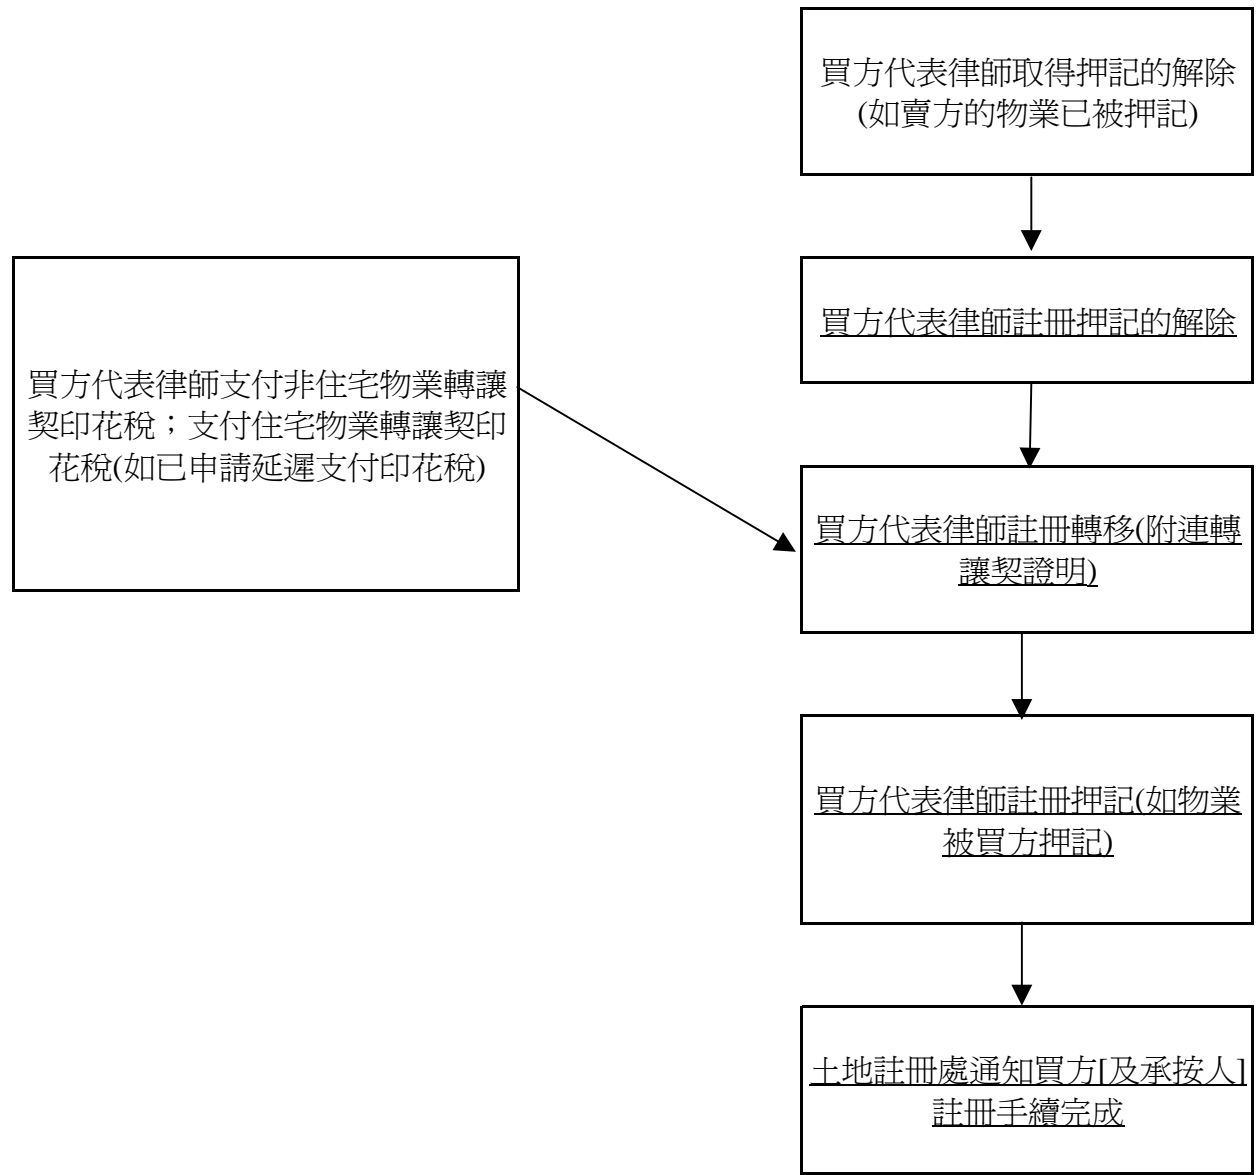 買方代表律師取得押記的解除
(如賣方的物業已被押記)
買方代表律師註冊押記的解除
買方代表律師支付非住宅物業轉讓
契印花稅；支付住宅物業轉讓契印
花稅(如已申請延遲支付印花稅)
買方代表律師註冊轉移(附連轉
讓契證明)
買方代表律師註冊押記(如物業
被買方押記)
土地註冊處通知買方[及承按人]
註冊手續完成